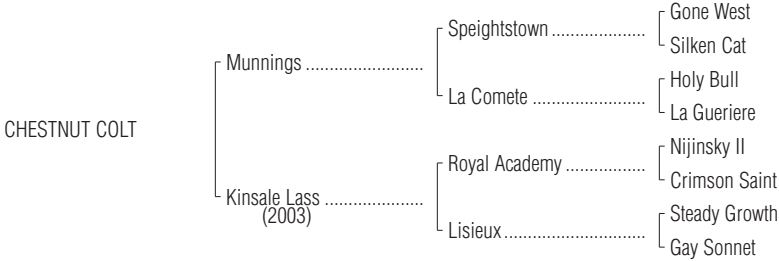 Gone West
Speightstown ........................
Silken Cat
Munnings ..............................
Holy Bull
La Comete .............................
La Gueriere
CHESTNUT COLT
Nijinsky II
Royal Academy ....................
Crimson Saint
Kinsale Lass .........................
(2003)
Steady Growth
Lisieux ....................................
Gay Sonnet